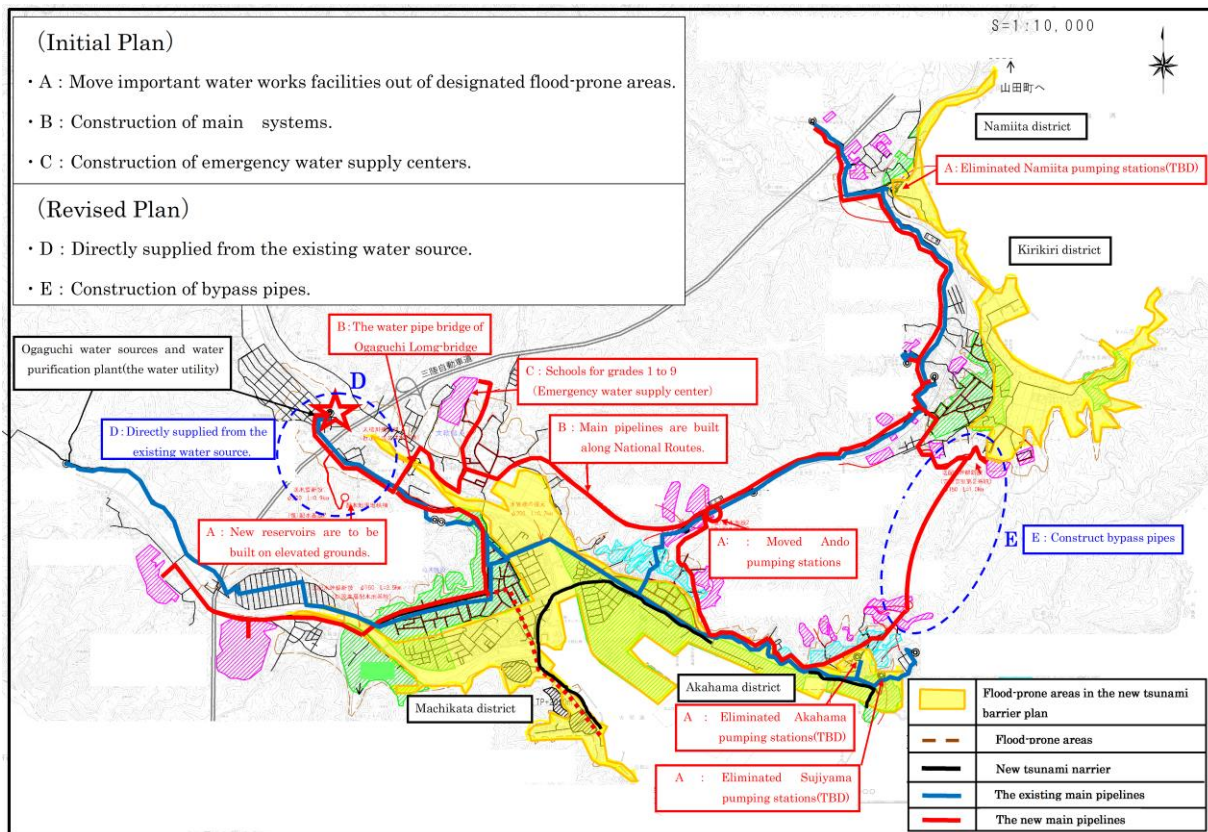 (Initial Plan)
・A : Move important water works facilities out of designated flood-prone areas.
・B : Construction of main systems.
・C : Construction of emergency water supply centers.
(Revised Plan)
・D : Directly supplied from the existing water source.
・E : Construction of bypass pipes.
S=1:10,000
山田町へ
Namiita district
A: Eliminated Namiita pumping stations(TBD)
Kirikiri district
Ogaguchi water sources and water
purification plant(the water utility)
B : The water pipe bridge of
Ogaguchi Long-bridge
三陸自動車道
D
C : Schools for grades 1 to 9
(Emergency water supply center)
D: Directly supplied from the
existing water source.
B : Main pipelines are built
along National Routes.
A : New reservoirs are to be
built on elevated grounds.
A: : Moved Ando
pumping stations
E
E : Construct bypass pipes
Machikata district
Akahama district
A : Eliminated Akahama
pumping stations(TBD)
A : Eliminated Sujiyama
pumping stations(TBD)
Flood-prone areas in the new tsunami
barrier plan
Flood-prone areas
New tsunami narrier
The existing main pipelines
The new main pipelines